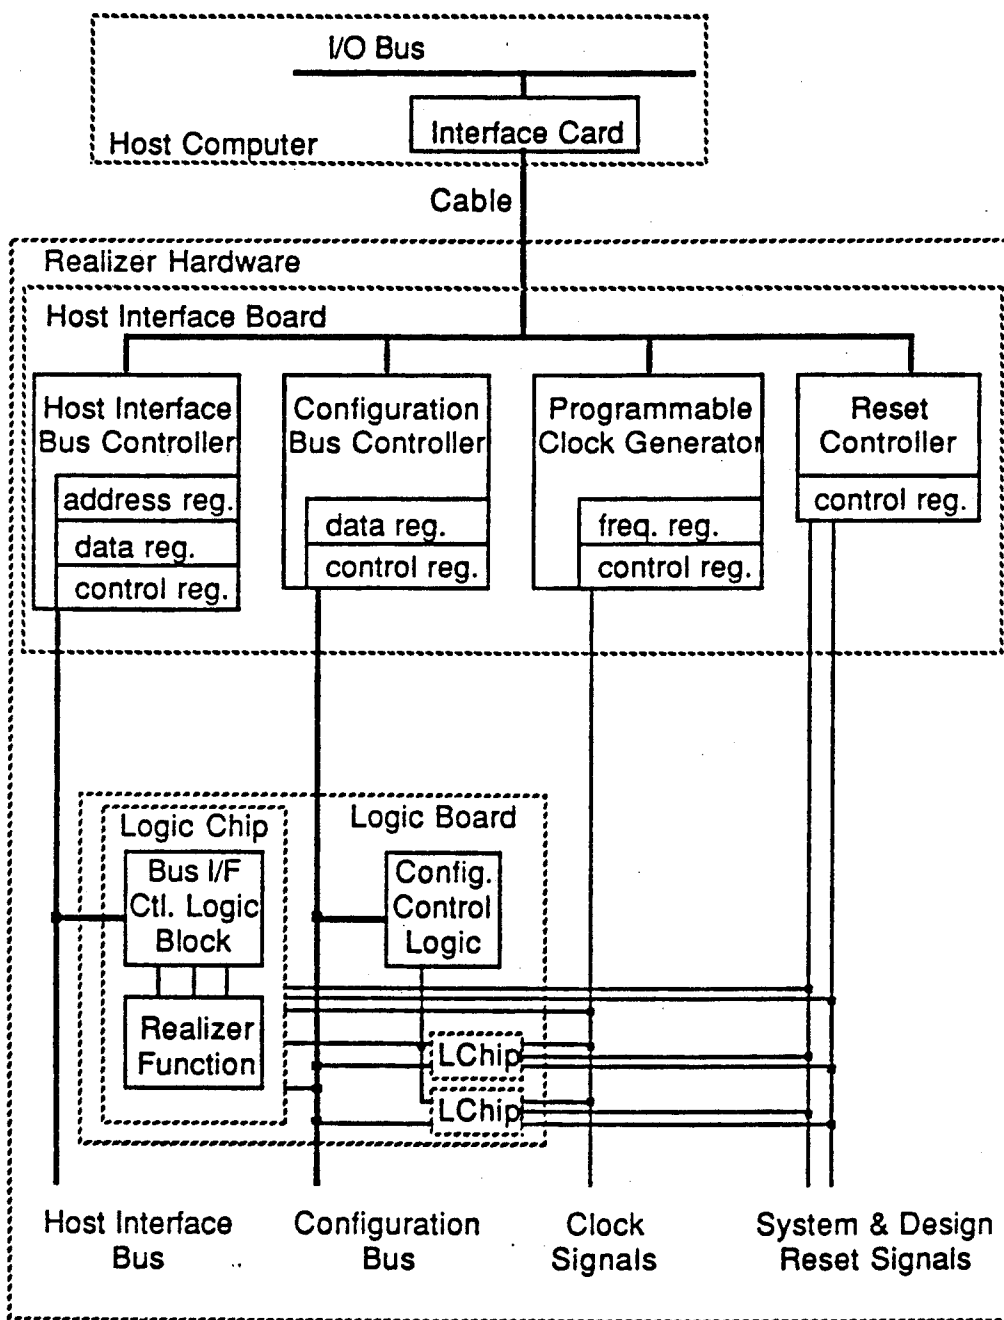 I/O Bus
Interface Card
Host Computer
Cable
Realizer Hardware
Host Interface Board
Host Interface
Bus Controller
address reg.
data reg.
control reg.
Configuration
Bus Controller
data reg.
control reg.
Programmable
Clock Generator
freq. reg.
control reg.
Reset
Controller
control reg.
Logic Chip
Logic Board
Bus I/F
Ctl. Logic
Block
Config.
Control
Logic
Realizer
Function
LChip
LChip
Host Interface
Bus
Configuration
Bus
Clock
Signals
System & Design
Reset Signals